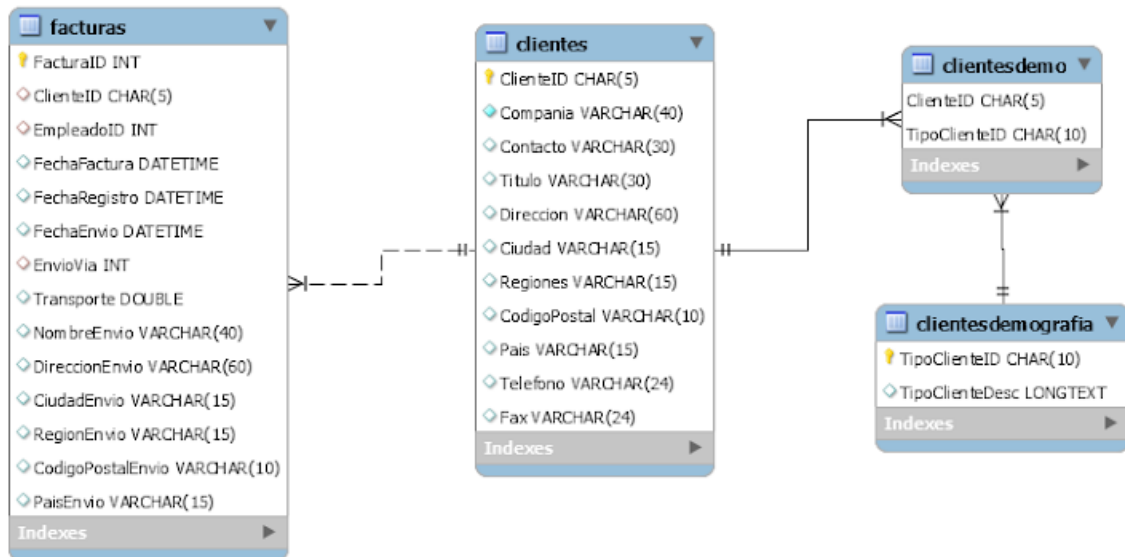 facturas
FacturaID INT
ClienteID CHAR(5)
EmpleadoID INT
FechaFactura DATETIME
FechaRegistro DATETIME
FechaEnvio DATETIME
EnvioVia INT
Transporte DOUBLE
NombreEnvio VARCHAR(40)
DireccionEnvio VARCHAR(60)
CiudadEnvio VARCHAR(15)
RegionEnvio VARCHAR(15)
CodigoPostalEnvio VARCHAR(10)
PaisEnvio VARCHAR(15)
Indexes
clientes
ClienteID CHAR(5)
Compania VARCHAR(40)
Contacto VARCHAR(30)
Titulo VARCHAR(30)
Direccion VARCHAR(60)
Ciudad VARCHAR(15)
Regiones VARCHAR(15)
CodigoPostal VARCHAR(10)
Pais VARCHAR(15)
Telefono VARCHAR(24)
Fax VARCHAR(24)
Indexes
clientesdemo
ClienteID CHAR(5)
TipoClienteID CHAR(10)
Indexes
clientesdemografia
TipoClienteID CHAR(10)
TipoClienteDesc LONGTEXT
Indexes